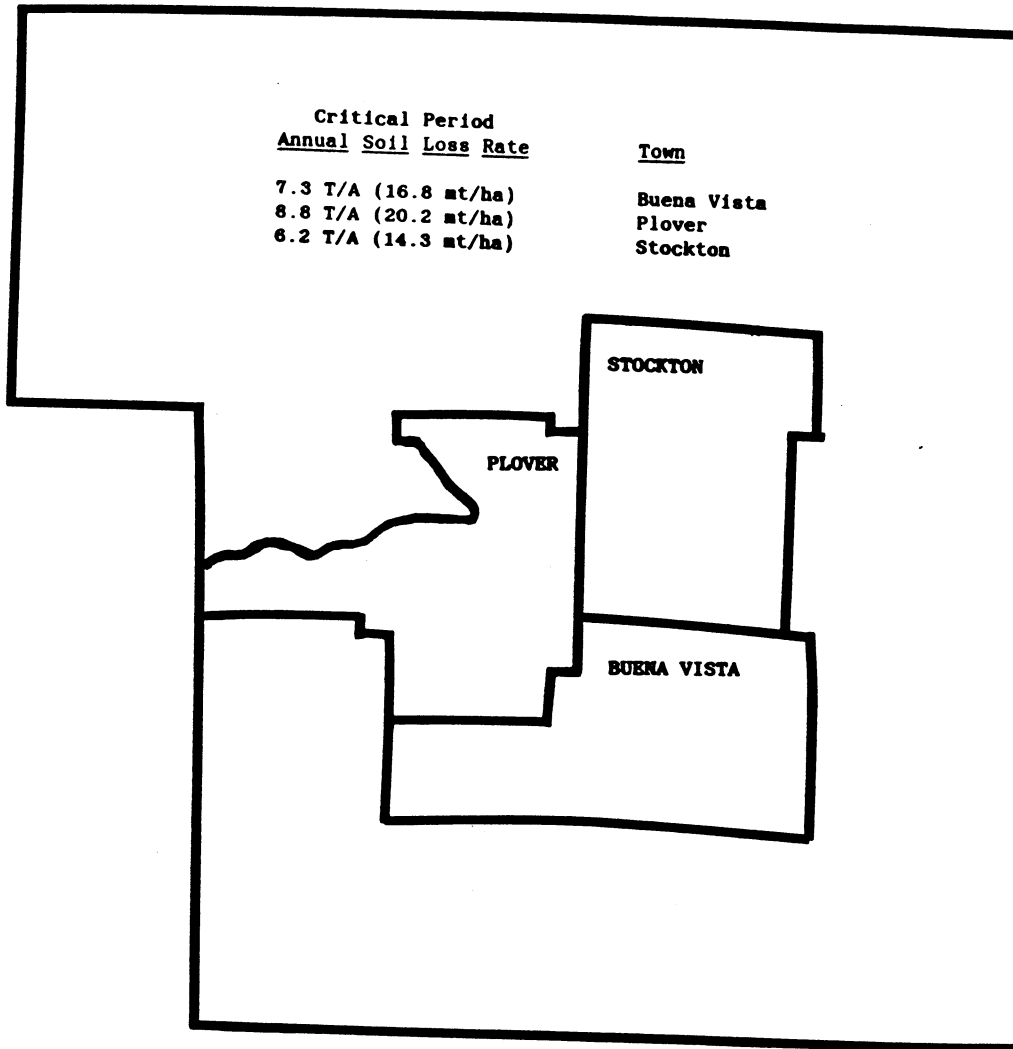 Critical Period
Annual Soil Loss Rate Town
7.3 T/A (16.8 mt/ha) Buena Vista
8.8 T/A (20.2 mt/ha) Plover
6.2 T/A (14.3 mt/ha) Stockton
STOCKTON
PLOVER
BUENA VISTA